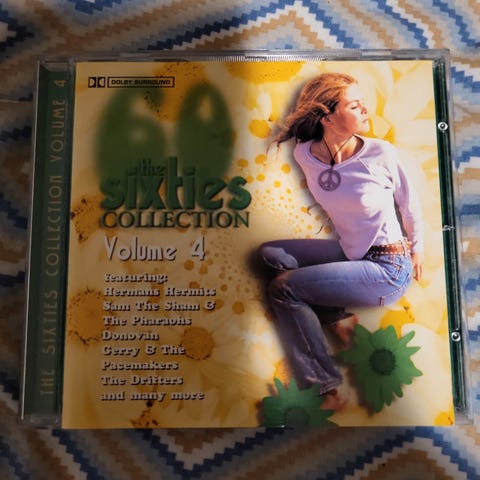 THE SIXTIES COLLECTION VOLUME 4
DOLBY SURROUND
60
the
sixties
COLLECTION
Volume 4
featuring:
Hermans Hermits
Sam The Sham &
The Pharaohs
Donovan
Gerry & The
Pacemakers
The Drifters
and many more